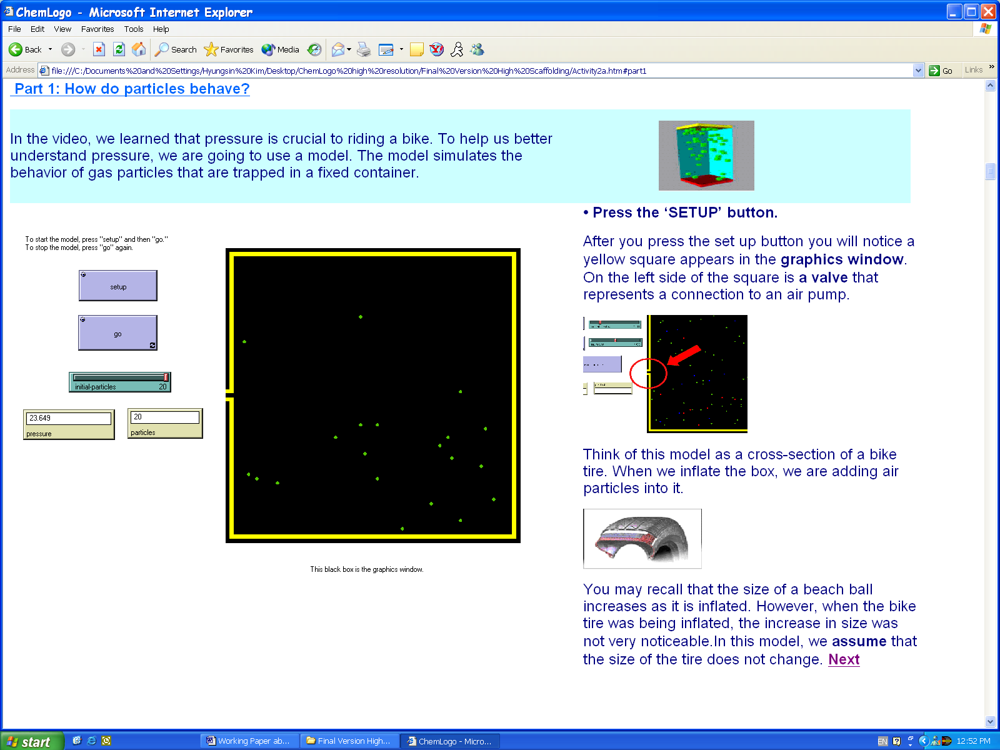 ChemLogo - Microsoft Internet Explorer
File Edit View Favorites Tools Help
Back Search Favorites Media
Address file:///C:/Documents%20and%20Settings/Hyungsin%20Kim/Desktop/ChemLogo%20high%20resolution/Final%20Version%20High%20Scaffolding/Activity2a.htm#part1 Go Links »
Part 1: How do particles behave?
In the video, we learned that pressure is crucial to riding a bike. To help us better
understand pressure, we are going to use a model. The model simulates the
behavior of gas particles that are trapped in a fixed container.
To start the model, press "setup" and then "go."
To stop the model, press "go" again.
setup
go
initial-particles 20
23.649
pressure
20
particles
This black box is the graphics window.
• Press the ‘SETUP’ button.
After you press the set up button you will notice a
yellow square appears in the graphics window.
On the left side of the square is a valve that
represents a connection to an air pump.
Think of this model as a cross-section of a bike
tire. When we inflate the box, we are adding air
particles into it.
You may recall that the size of a beach ball
increases as it is inflated. However, when the bike
tire was being inflated, the increase in size was
not very noticeable.In this model, we assume that
the size of the tire does not change. Next
start Working Paper ab... Final Version High... ChemLogo - Micro... EN 12:52 PM